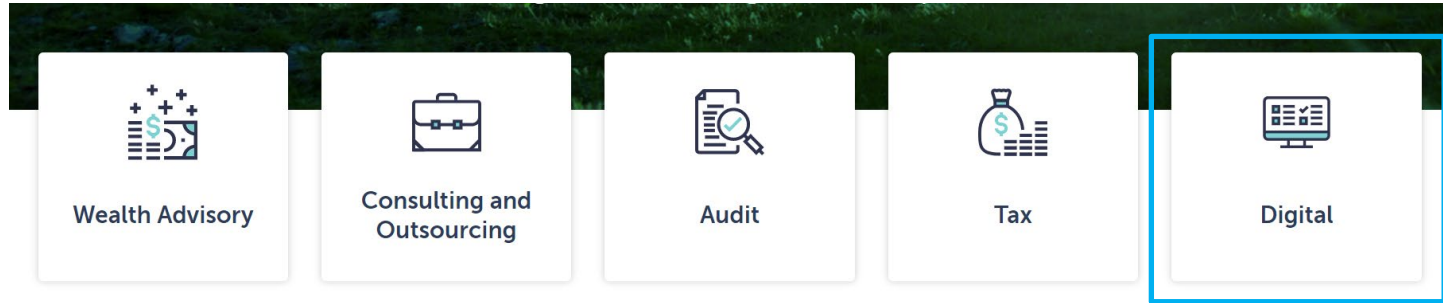 Wealth Advisory
Consulting and
Outsourcing
Audit
Tax
Digital